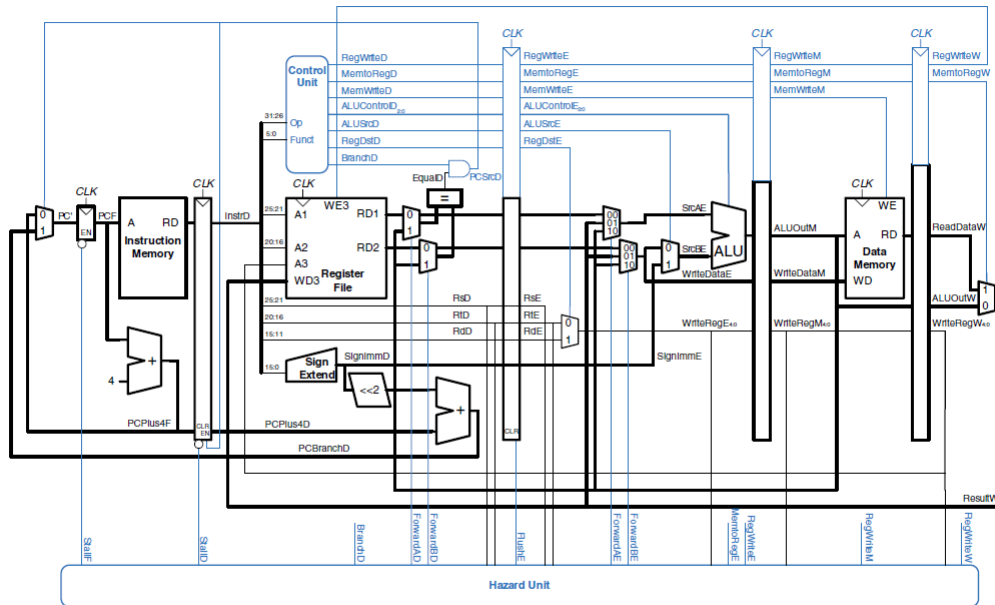 CLK CLK CLK
RegWriteD RegWriteE RegWriteM RegWriteW
Control Unit
MemtoRegD MemtoRegE MemtoRegM MemtoRegW
MemWriteD MemWriteE MemWriteM
ALUControlD2:0 ALUControlE2:0
31:26 Op ALUSrcD ALUSrcE
5:0 Funct RegDstD RegDstE
BranchD
EqualD PCSrcD
CLK CLK CLK CLK
WE3 = WE
0 1 PC' PCF EN A RD Instruction Memory InstrD
25:21 A1 RD1 0 1 00 01 10 SrcAE
20:16 A2 RD2 0 1 00 01 10 0 1 SrcBE ALU ALUOutM A RD Data Memory ReadDataW
A3
WD3 Register File WriteDataE WriteDataM WD 1 0
ALUOutW
25:21 RsD RsE
20:16 RtD RtE 0 1 WriteRegE4:0 WriteRegM4:0 WriteRegW4:0
15:11 RdD RdE
SignImmD SignImmE
15:0 Sign Extend
+ <<2
4 +
PCPlus4F CLR EN PCPlus4D CLR
PCBranchD
ResultW
StallF StallD BranchD ForwardAD ForwardBD FlushE ForwardAE ForwardBE MemtoRegE RegWriteE RegWriteM RegWriteW
Hazard Unit